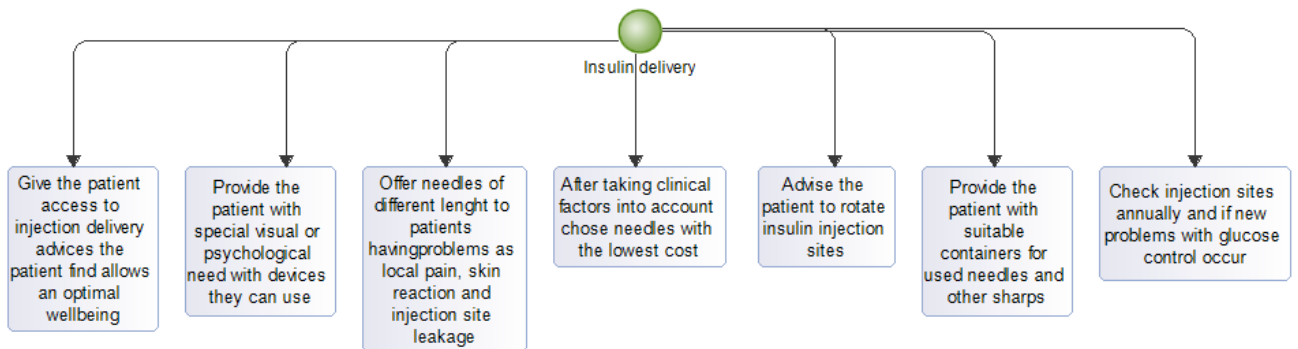 Insulin delivery
Give the patient
access to
injection delivery
advices the
patient find allows
an optimal
wellbeing
Provide the
patient with
special visual or
psychological
need with devices
they can use
Offer needles of
different lenght to
patients
havingproblems as
local pain, skin
reaction and
injection site
leakage
After taking clinical
factors into account
chose needles with
the lowest cost
Advise the
patient to rotate
insulin injection
sites
Provide the
patient with
suitable
containers for
used needles and
other sharps
Check injection sites
annually and if new
problems with glucose
control occur